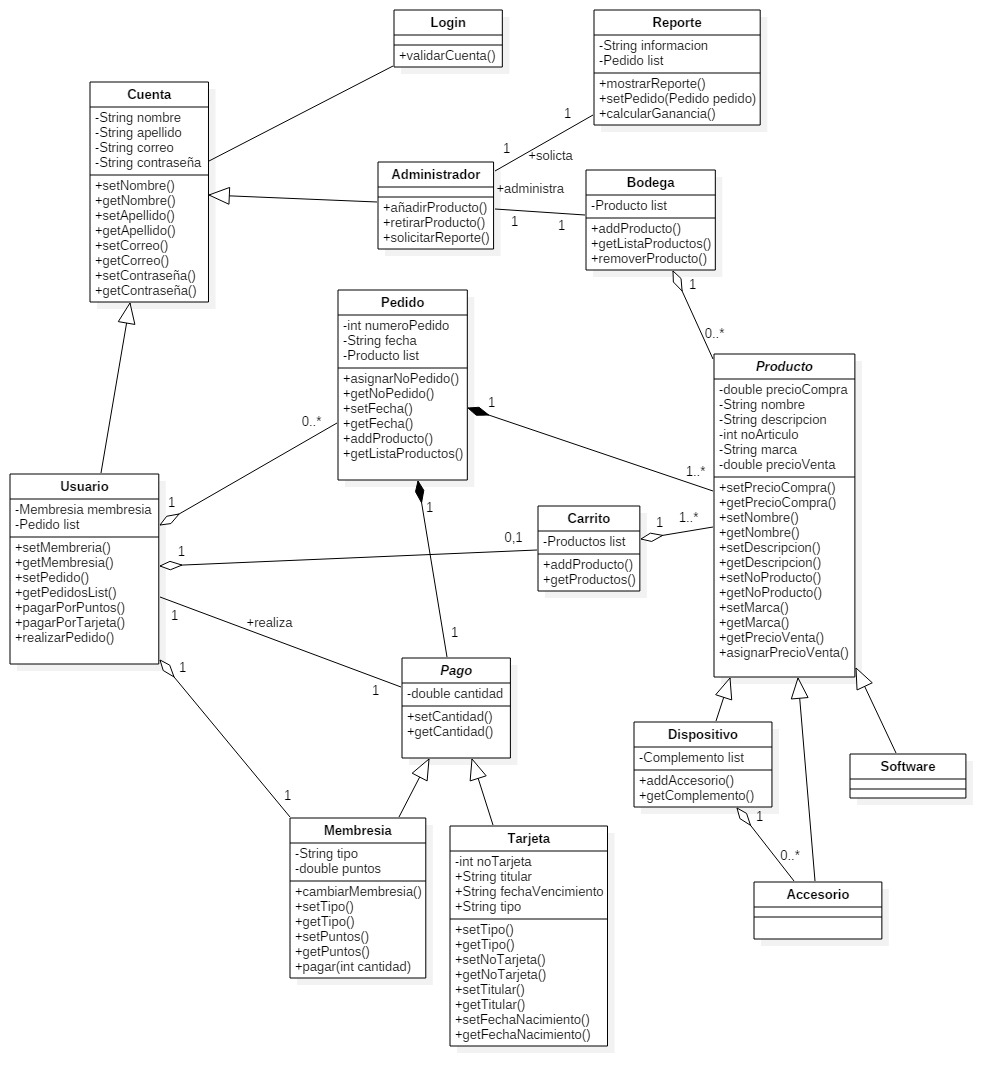 Login
+validarCuenta()
Reporte
-String informacion
-Pedido list
+mostrarReporte()
+setPedido(Pedido pedido)
+calcularGanancia()
Cuenta
-String nombre
-String apellido
-String correo
-String contraseña
+setNombre()
+getNombre()
+setApellido()
+getApellido()
+setCorreo()
+getCorreo()
+setContraseña()
+getContraseña()
1
1
+solicta
Administrador
+añadirProducto()
+retirarProducto()
+solicitarReporte()
+administra
1
1
Bodega
-Producto list
+addProducto()
+getListaProductos()
+removerProducto()
1
0..*
Pedido
-int numeroPedido
-String fecha
-Producto list
+asignarNoPedido()
+getNoPedido()
+setFecha()
+getFecha()
+addProducto()
+getListaProductos()
Producto
-double precioCompra
-String nombre
-String descripcion
-int noArticulo
-String marca
-double precioVenta
+setPrecioCompra()
+getPrecioCompra()
+setNombre()
+getNombre()
+setDescripcion()
+getDescripcion()
+setNoProducto()
+getNoProducto()
+setMarca()
+getMarca()
+getPrecioVenta()
+asignarPrecioVenta()
1
1..*
0..*
1
Usuario
-Membresia membresia
-Pedido list
+setMembreria()
+getMembresia()
+setPedido()
+getPedidosList()
+pagarPorPuntos()
+pagarPorTarjeta()
+realizarPedido()
1
0,1
Carrito
-Productos list
+addProducto()
+getProductos()
1
1..*
1
1
1
+realiza
1
1
1
Pago
-double cantidad
+setCantidad()
+getCantidad()
Dispositivo
-Complemento list
+addAccesorio()
+getComplemento()
Software
1
0..*
Accesorio
Membresia
-String tipo
-double puntos
+cambiarMembresia()
+setTipo()
+getTipo()
+setPuntos()
+getPuntos()
+pagar(int cantidad)
Tarjeta
-int noTarjeta
+String titular
+String fechaVencimiento
+String tipo
+setTipo()
+getTipo()
+setNoTarjeta()
+getNoTarjeta()
+setTitular()
+getTitular()
+setFechaNacimiento()
+getFechaNacimiento()